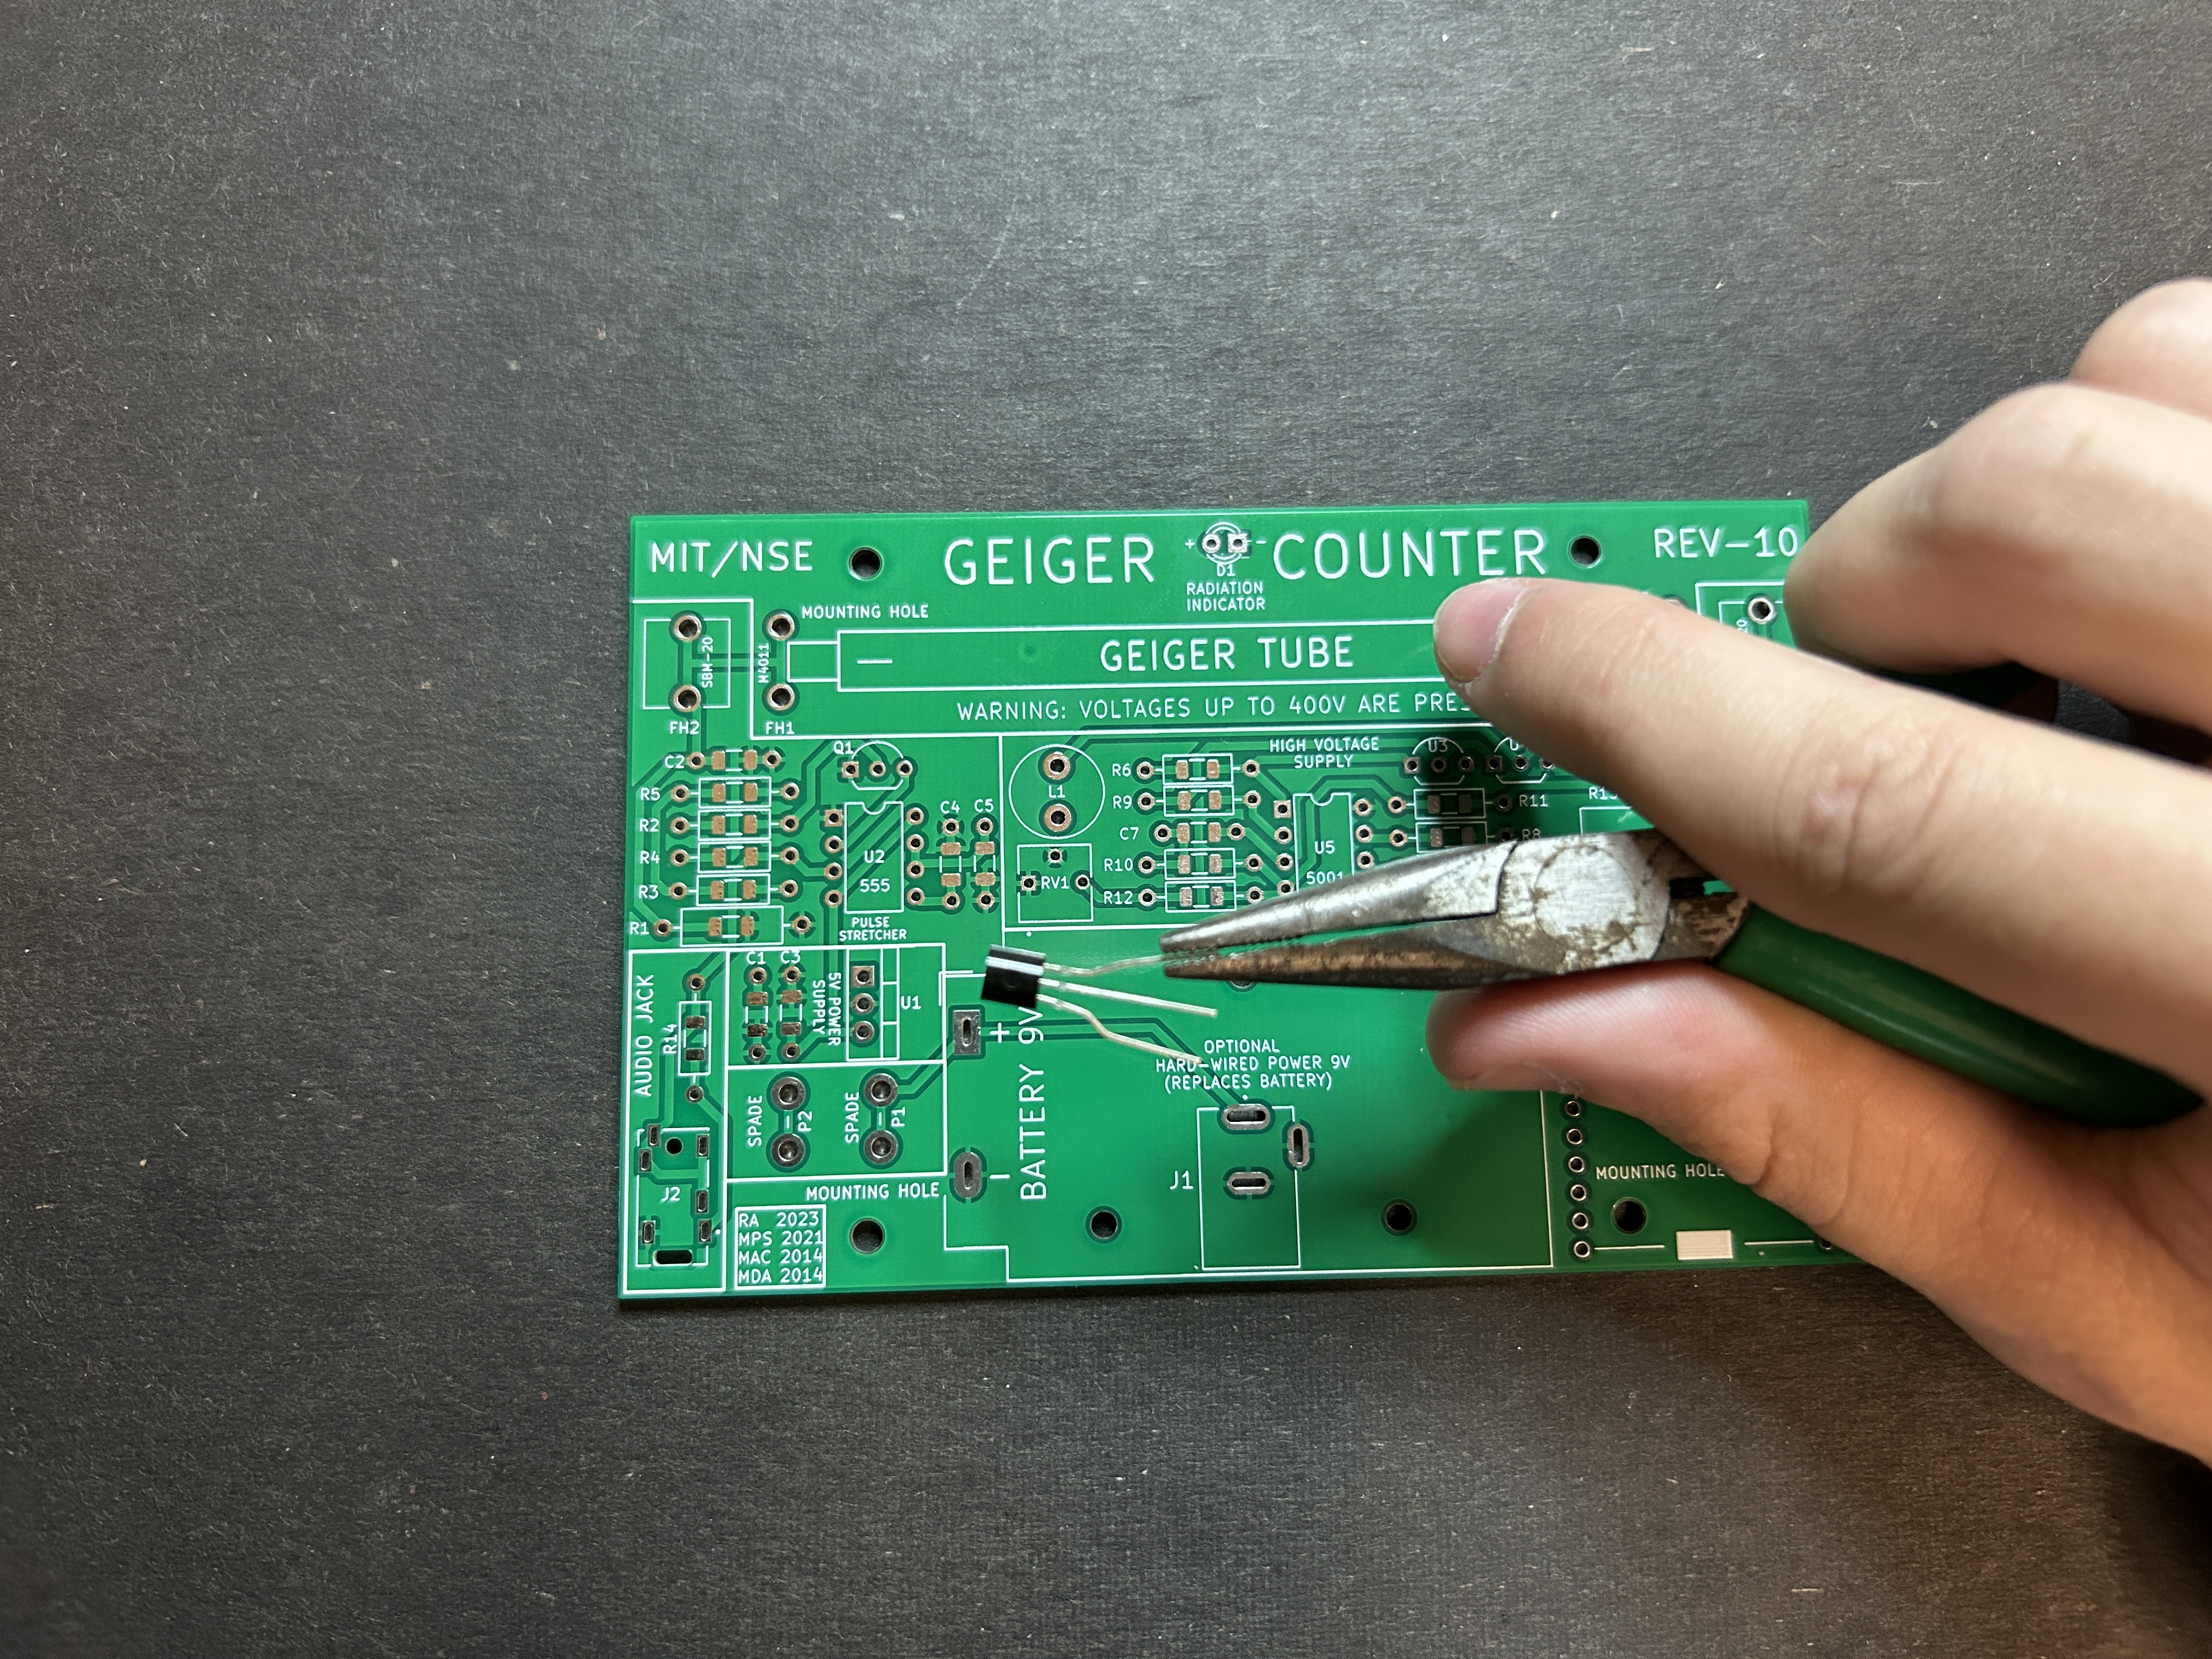 MIT/NSE GEIGER COUNTER REV-10
AUDIO JACK
J2
R14
RA 2023
MPS 2021
MAC 2014
MDA 2014
MOUNTING HOLE
SPADE
P2
SPADE
P1
C1
C3
5V POWER
SUPPLY
U1
R1
R3
R4
R2
R5
C2
FH2
SBM-20
FH1
M4011
MOUNTING HOLE
PULSE
STRETCHER
555
U2
Q1
C4
C5
−
+
BATTERY 9V
RV1
L1
R12
R10
C7
R9
R6
WARNING: VOLTAGES UP TO 400V ARE
GEIGER TUBE
+
D1
-
RADIATION
INDICATOR
J1
OPTIONAL
HARD-WIRED POWER 9V
(REPLACES BATTERY)
U5
HIGH VOLTAGE
SUPPLY
U3
R8
R11
MOUNTING HOLE